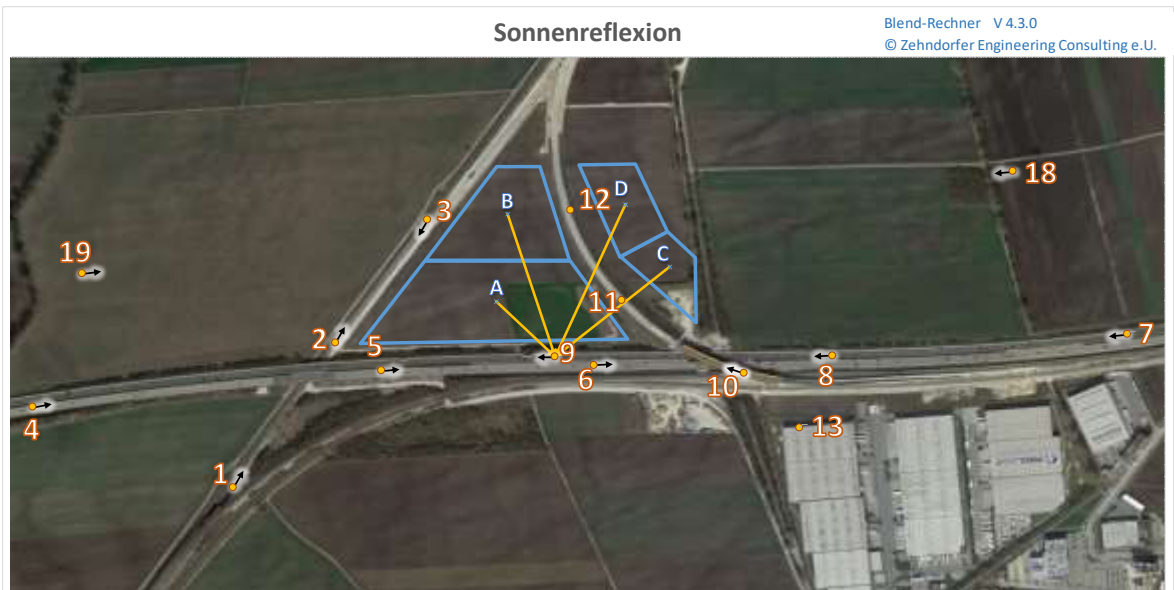 Sonnenreflexion
Blend-Rechner V 4.3.0
© Zehndorfer Engineering Consulting e.U.
18
D
12
B
3
19
C
A
11
2
5
9
7
8
6
10
4
13
1